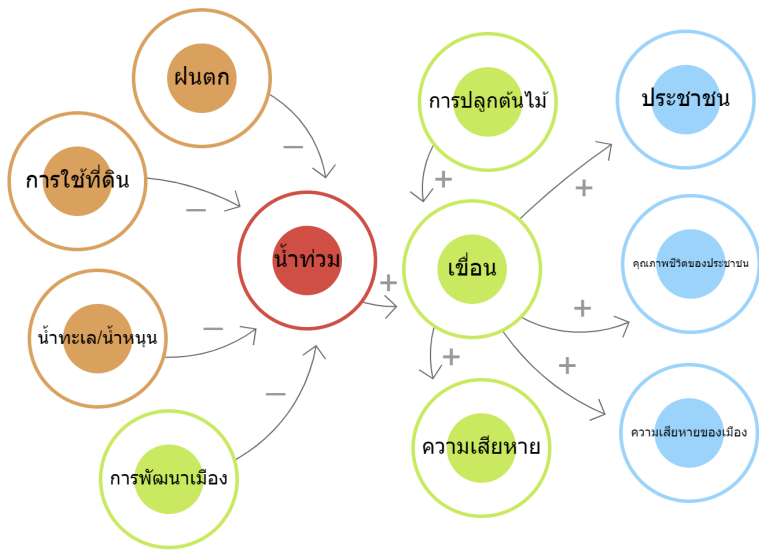 ฝนตก
การใช้ที่ดิน
น้ำทะเล/น้ำหนุน
การพัฒนาเมือง
น้ำท่วม
การปลูกต้นไม้
เขื่อน
ความเสียหาย
ประชาชน
คุณภาพชีวิตของประชาชน
ความเสียหายของเมือง
−
−
−
−
+
+
+
+
+
+